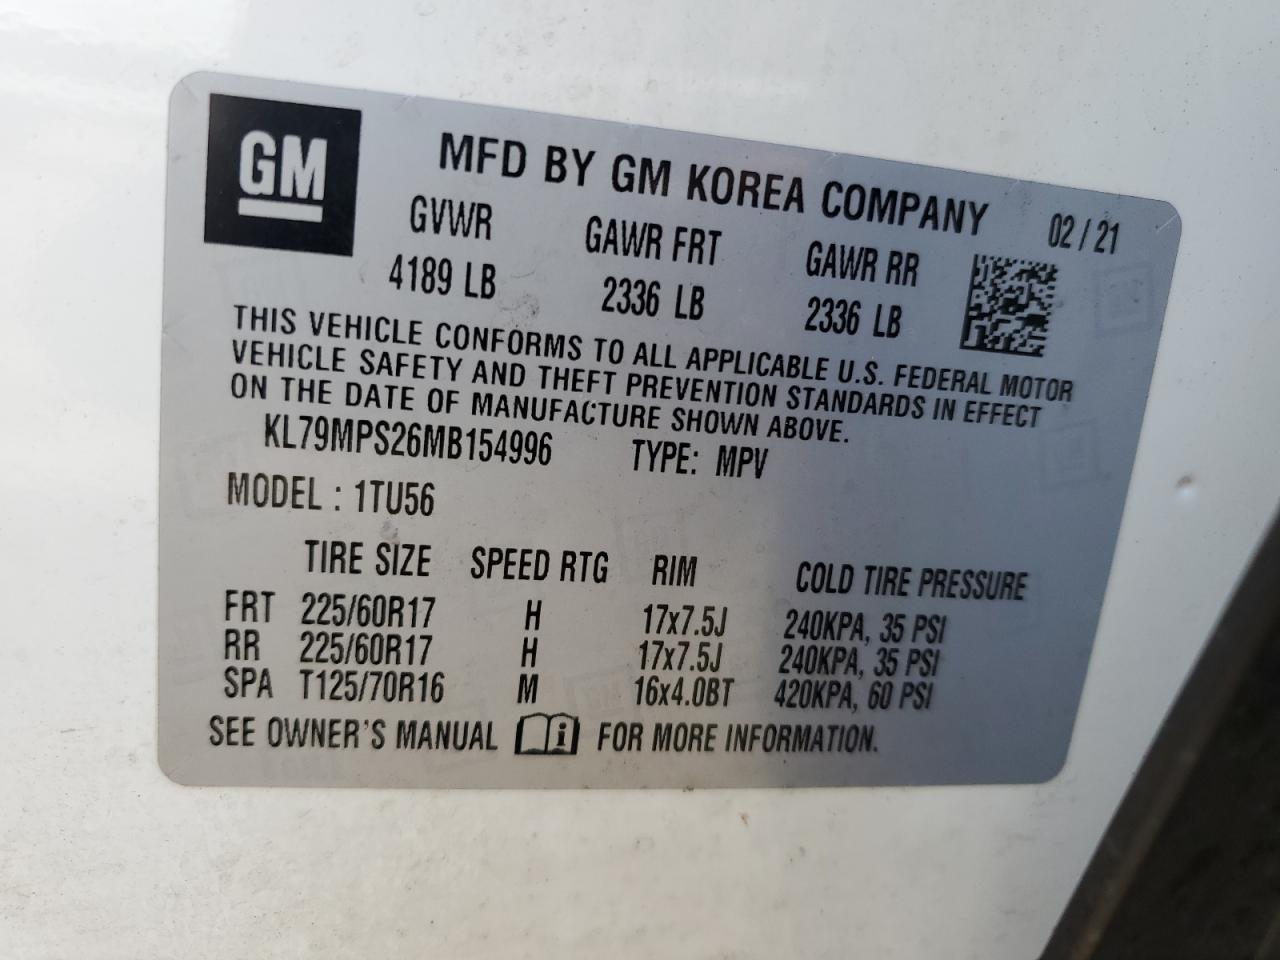 GM
MFD BY GM KOREA COMPANY 02/21
GVWR GAWR FRT GAWR RR
4189 LB 2336 LB 2336 LB
THIS VEHICLE CONFORMS TO ALL APPLICABLE U.S. FEDERAL MOTOR
VEHICLE SAFETY AND THEFT PREVENTION STANDARDS IN EFFECT
ON THE DATE OF MANUFACTURE SHOWN ABOVE.
KL79MPS26MB154996 TYPE: MPV
MODEL : 1TU56
TIRE SIZE SPEED RTG RIM COLD TIRE PRESSURE
FRT 225/60R17 H 17x7.5J 240KPA, 35 PSI
RR 225/60R17 H 17x7.5J 240KPA, 35 PSI
SPA T125/70R16 M 16x4.0BT 420KPA, 60 PSI
SEE OWNER'S MANUAL i FOR MORE INFORMATION.